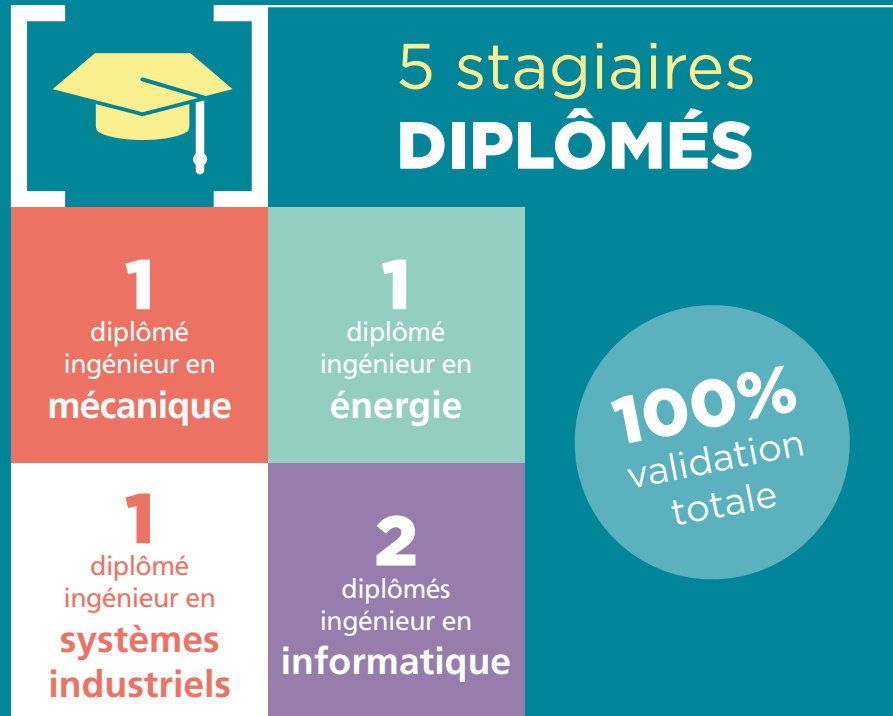 5 stagiaires
DIPLÔMÉS
1
diplômé
ingénieur en
mécanique
1
diplômé
ingénieur en
énergie
100%
validation
totale
1
diplômé
ingénieur en
systèmes
industriels
2
diplômés
ingénieur en
informatique